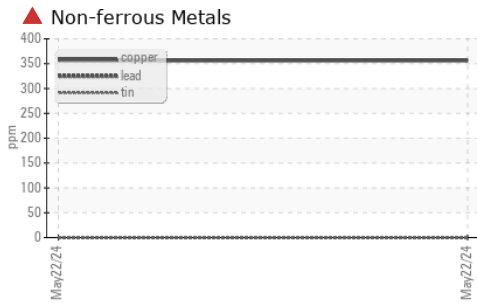 Non-ferrous Metals
400
350
300
250
200
150
100
50
0
ppm
copper
lead
tin
May22/24
May22/24